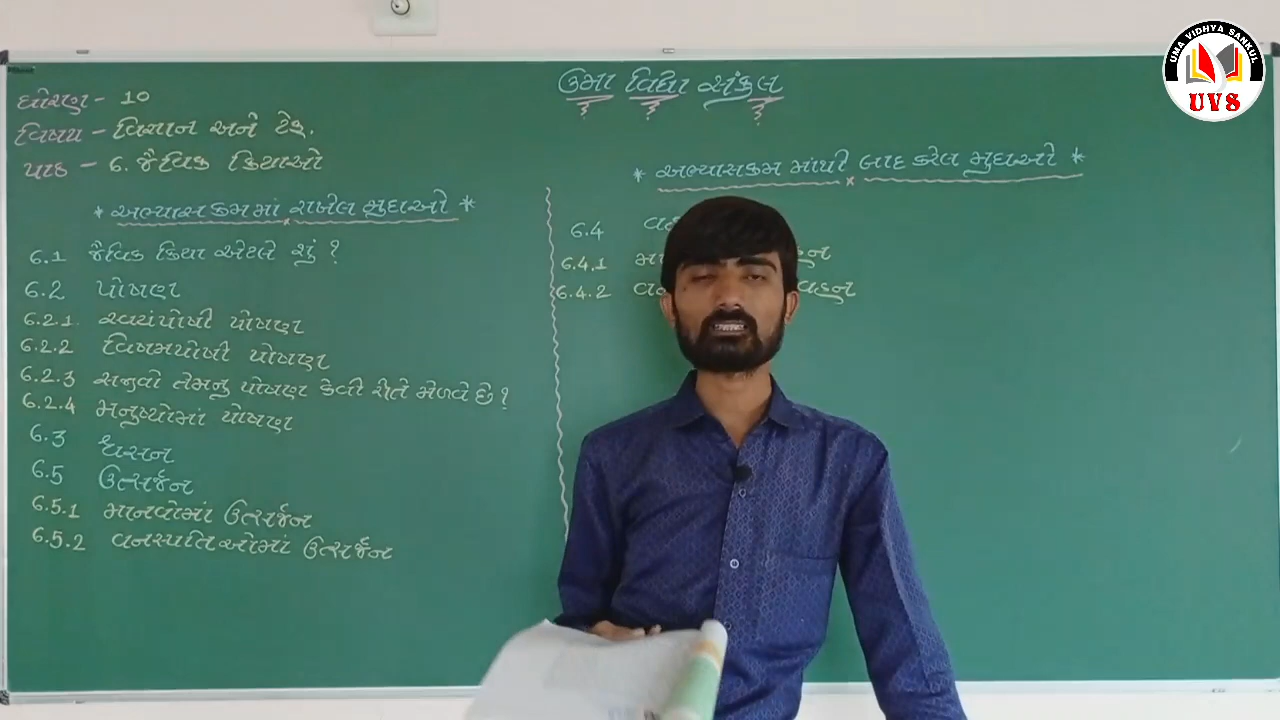 UMA VIDHYA SANKUL
UVS
ઉમા વિદ્યા સંકુલ
ધોરણ - 10
વિષય - વિજ્ઞાન અને ટેક.
પાઠ - 6. જૈવિક ક્રિયાઓ
* અભ્યાસક્રમમાં રાખેલ મુદાઓ *
6.1 જૈવિક ક્રિયા એટલે શું ?
6.2 પોષણ
6.2.1. સ્વયંપોષી પોષણ
6.2.2 વિષમપોષી પોષણ
6.2.3 સજીવો તેમનુ પોષણ કેવી રીતે મેળવે છે ?
6.2.4 મનુષ્યોમાં પોષણ
6.3 શ્વસન
6.5 ઉત્સર્જન
6.5.1 માનવોમાં ઉત્સર્જન
6.5.2 વનસ્પતિઓમાં ઉત્સર્જન
* અભ્યાસક્રમ માંથી બાદ કરેલ મુદાઓ *
6.4
6.4.1
6.4.2 વહન